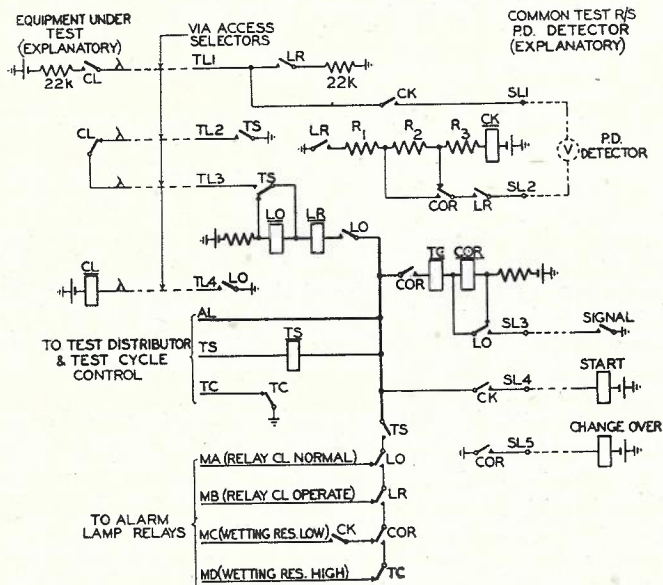 EQUIPMENT UNDER
TEST
(EXPLANATORY)
VIA ACCESS
SELECTORS
COMMON TEST R/S
P.D. DETECTOR
(EXPLANATORY)
22K
CL
λ
TL1
LR
22K
CK
SL1
CL
λ
TL2
TS
LR
R1
R2
R3
CK
V
P.D.
DETECTOR
λ
TL3
TS
COR
LR
SL2
LO
LR
LO
CL
λ
TL4
LO
COR
TC
COR
LO
SL3
SIGNAL
AL
TO TEST DISTRIBUTOR
& TEST CYCLE
CONTROL
TS
TS
TC
TC
CK
SL4
START
TS
COR
SL5
CHANGE OVER
MA (RELAY CL NORMAL)
LO
MB (RELAY CL OPERATE)
LR
TO ALARM
LAMP RELAYS
MC(WETTING RES. LOW)
CK
COR
MD(WETTING RES. HIGH)
TC